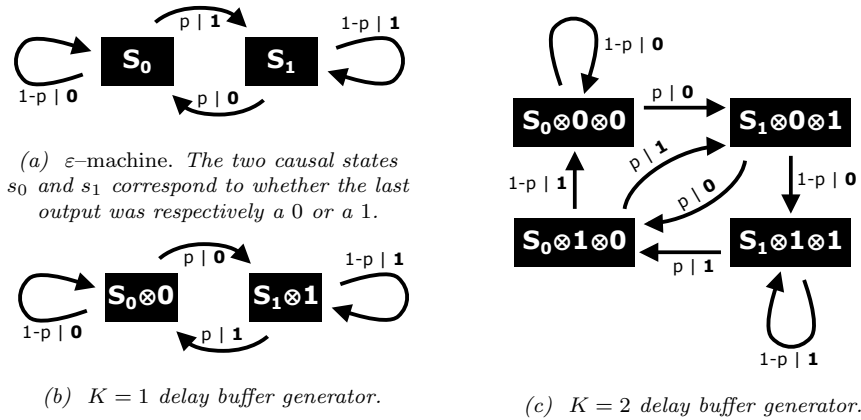 p | 1
1-p | 1
S₀
S₁
1-p | 0
p | 0
(a) ε–machine. The two causal states
s₀ and s₁ correspond to whether the last
output was respectively a 0 or a 1.
p | 0
1-p | 1
S₀⊗0
S₁⊗1
1-p | 0
p | 1
(b) K = 1 delay buffer generator.
1-p | 0
S₀⊗0⊗0
p | 0
S₁⊗0⊗1
p | 1
1-p | 1
p | 0
1-p | 0
S₀⊗1⊗0
S₁⊗1⊗1
p | 1
1-p | 1
(c) K = 2 delay buffer generator.